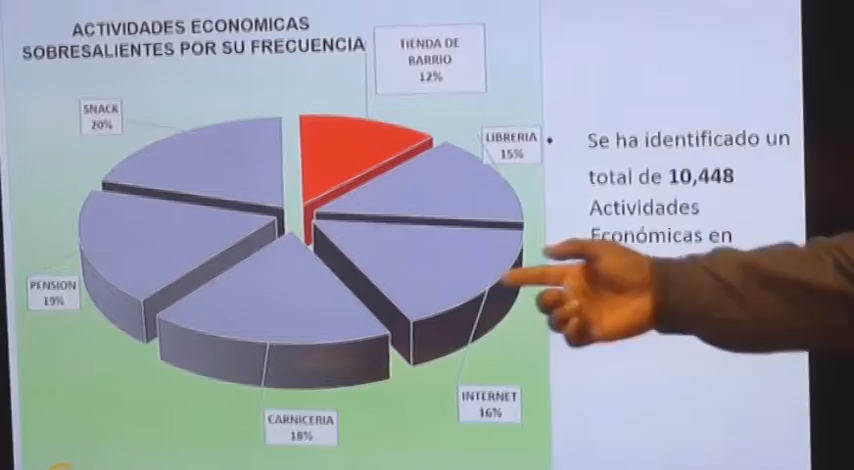 ACTIVIDADES ECONOMICAS
SOBRESALIENTES POR SU FRECUENCIA
TIENDA DE
BARRIO
12%
SNACK
20%
LIBRERIA
15%
PENSION
19%
CARNICERIA
18%
INTERNET
16%
• Se ha identificado un
total de 10,448
Actividades
Económicas en